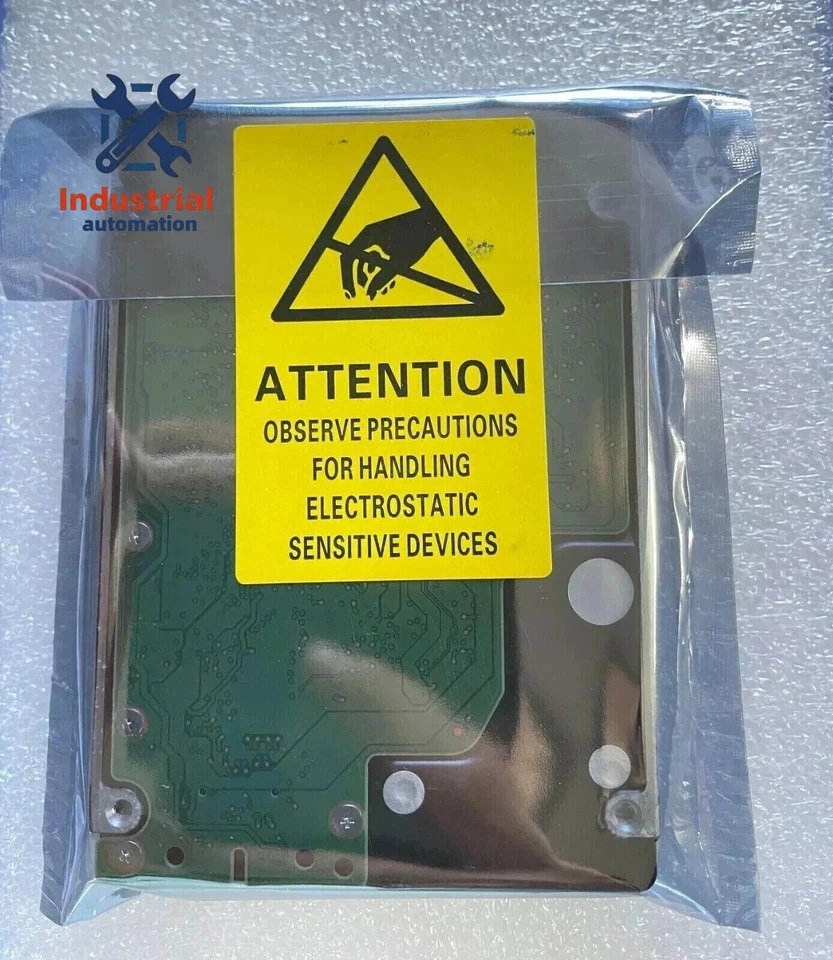 Industrial
automation
ATTENTION
OBSERVE PRECAUTIONS
FOR HANDLING
ELECTROSTATIC
SENSITIVE DEVICES